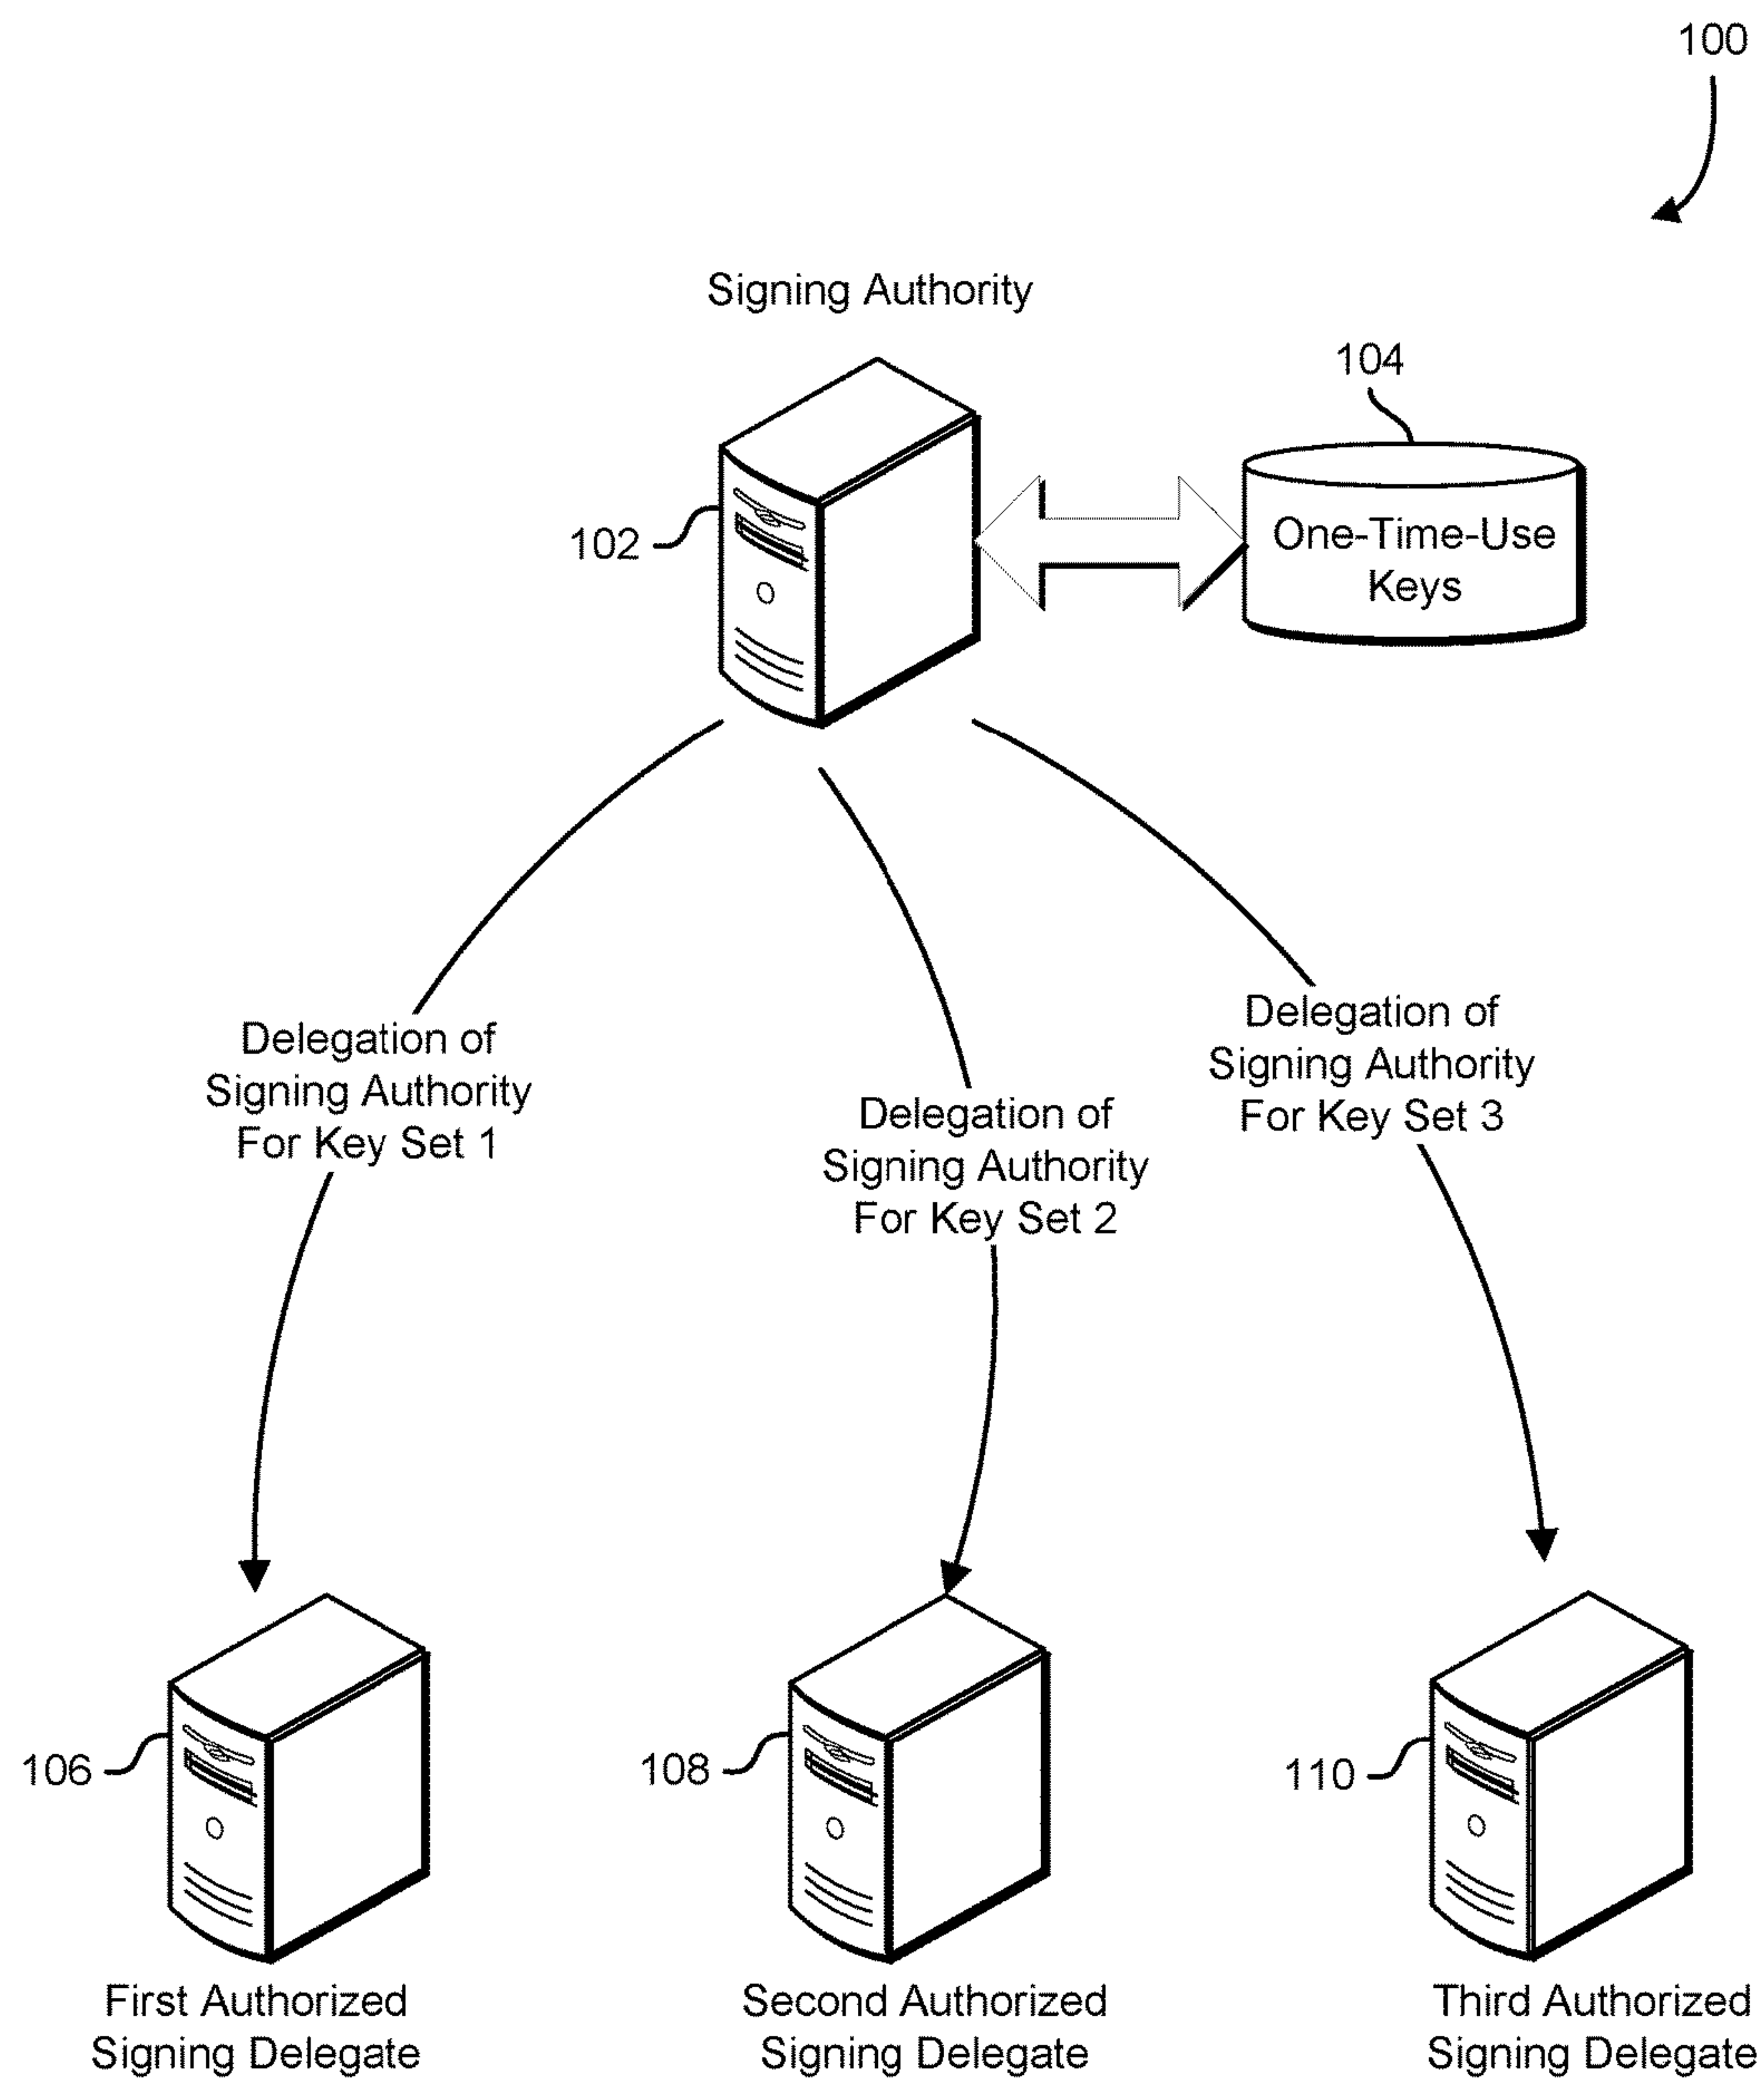 100
Signing Authority
104
One-Time-Use
Keys
102
Delegation of
Signing Authority
For Key Set 1
Delegation of
Signing Authority
For Key Set 2
Delegation of
Signing Authority
For Key Set 3
106
108
110
First Authorized
Signing Delegate
Second Authorized
Signing Delegate
Third Authorized
Signing Delegate